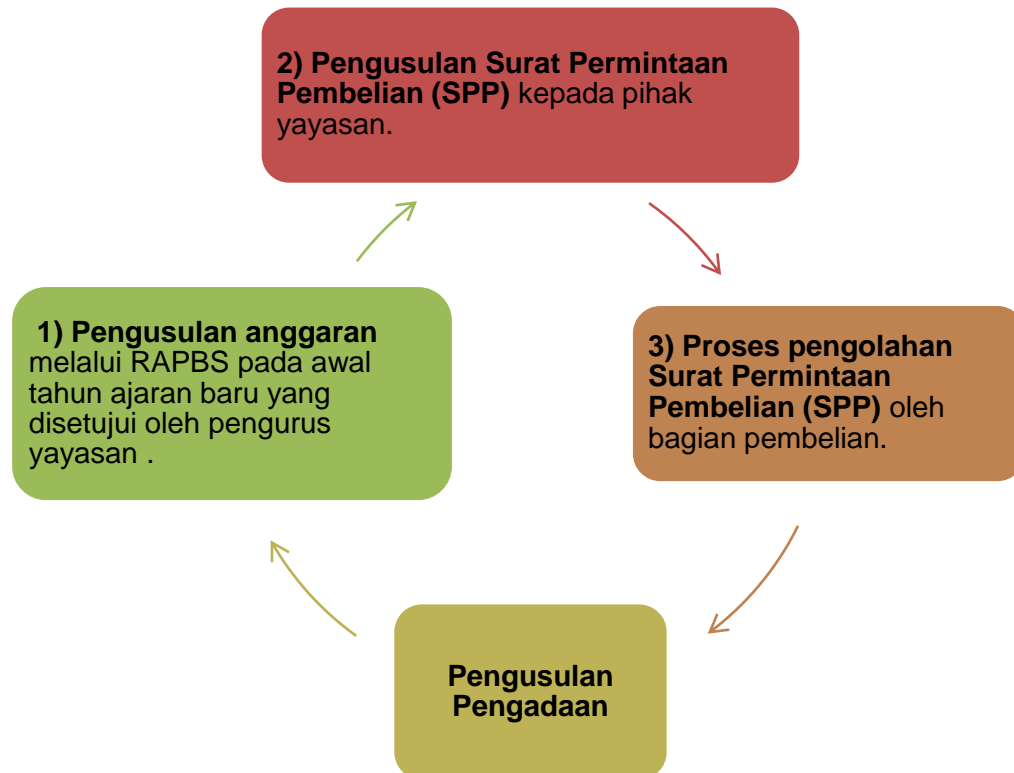 2) Pengusulan Surat Permintaan
Pembelian (SPP) kepada pihak
yayasan.
1) Pengusulan anggaran
melalui RAPBS pada awal
tahun ajaran baru yang
disetujui oleh pengurus
yayasan .
3) Proses pengolahan
Surat Permintaan
Pembelian (SPP) oleh
bagian pembelian.
Pengusulan
Pengadaan